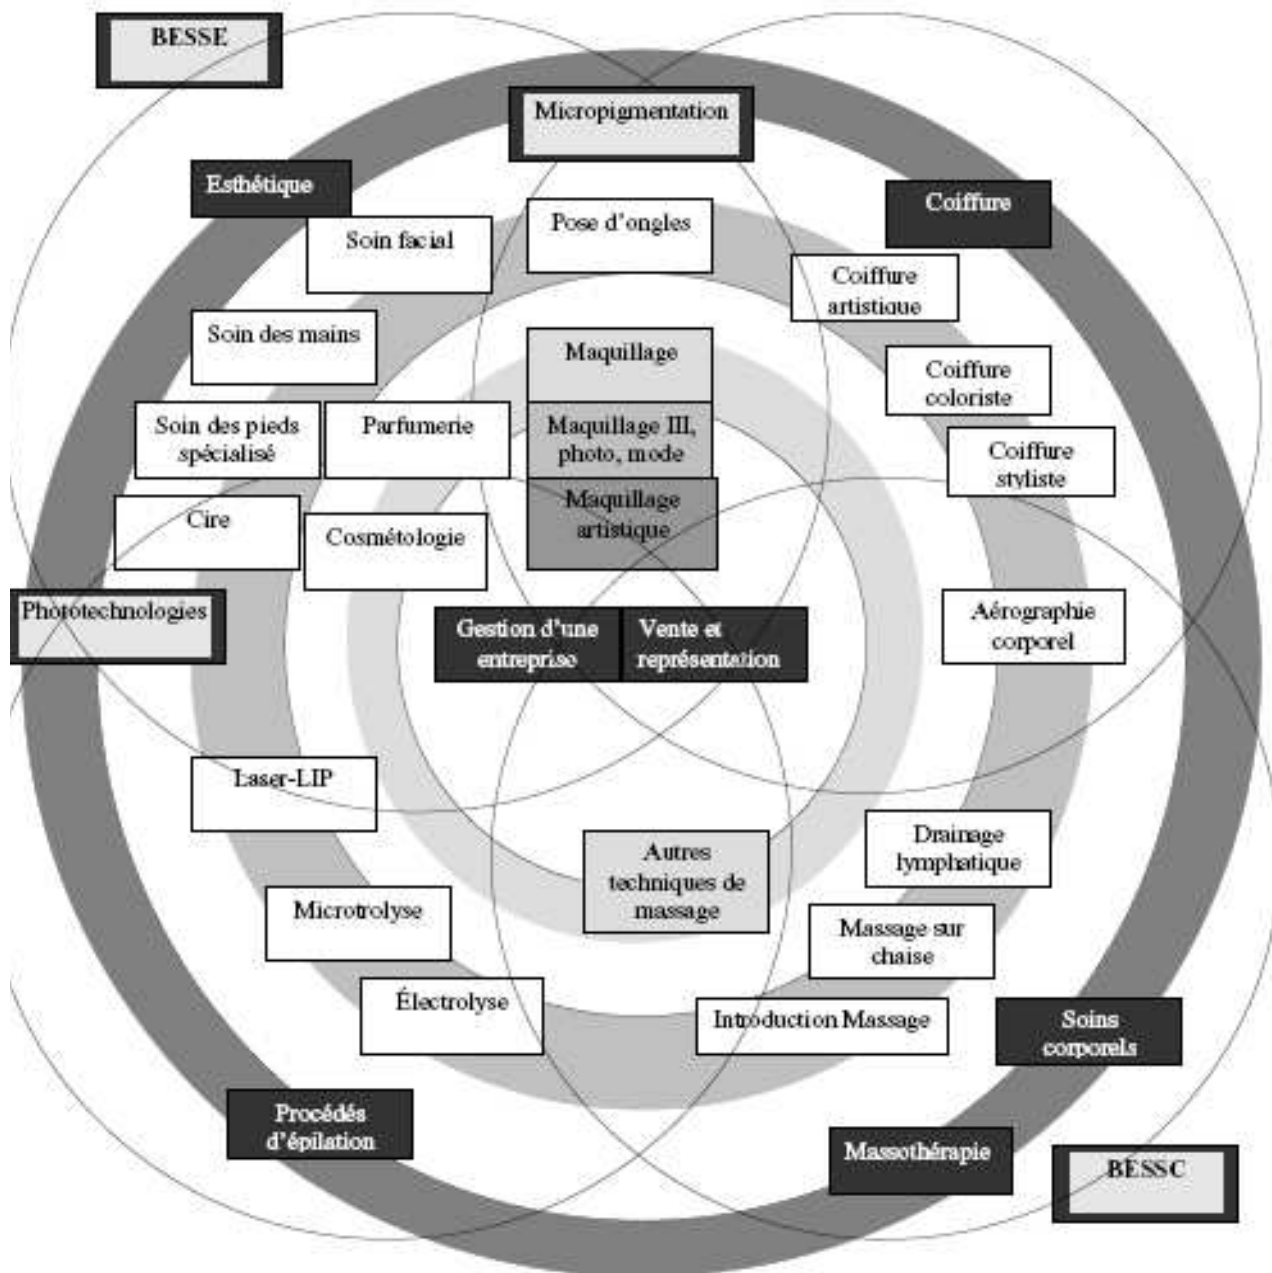 BESSE
Micropigmentation
Esthétique
Coiffure
Soin facial
Pose d'ongles
Coiffure
artistique
Soin des mains
Maquillage
Coiffure
coloriste
Soin des pieds
spécialisé
Parfumerie
Maquillage III,
photo, mode
Coiffure
styliste
Cire
Cosmétologie
Maquillage
artistique
Phototechnologies
Gestion d'une
entreprise
Vente et
représentation
Aérographie
corporel
Laser-LIP
Autres
techniques de
massage
Drainage
lymphatique
Microtrolyse
Massage sur
chaise
Électrolyse
Introduction Massage
Soins
corporels
Procédés
d'épilation
Massothérapie
BESSC